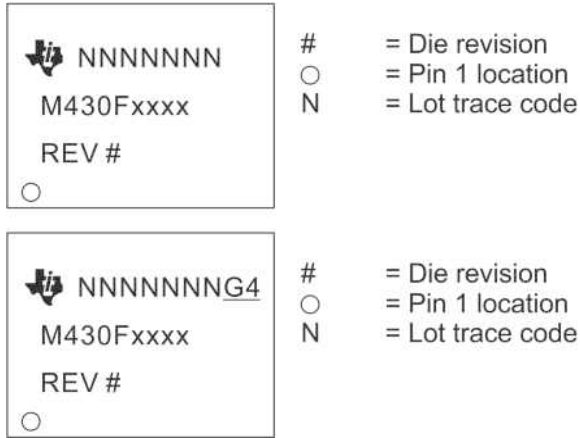 NNNNNNN
M430Fxxxx
REV #
# = Die revision
○ = Pin 1 location
N = Lot trace code
NNNNNNNG4
M430Fxxxx
REV #
# = Die revision
○ = Pin 1 location
N = Lot trace code